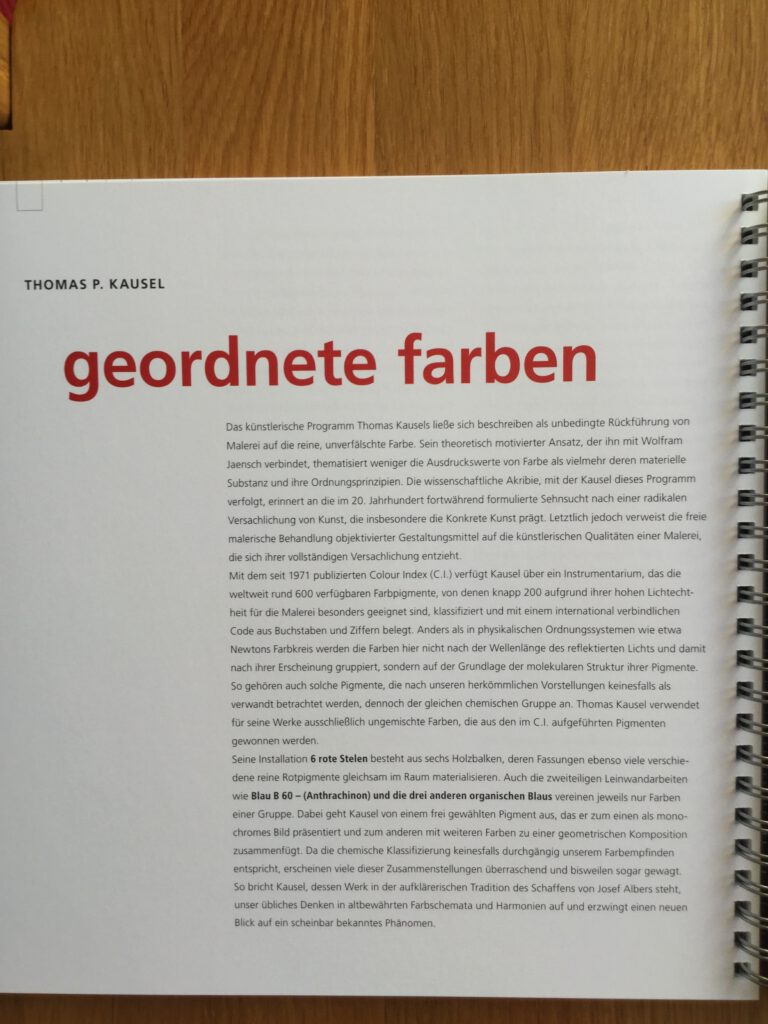 THOMAS P. KAUSEL
geordnete farben
Das künstlerische Programm Thomas Kausels ließe sich beschreiben als unbedingte Rückführung von
Malerei auf die reine, unverfälschte Farbe. Sein theoretisch motivierter Ansatz, der ihn mit Wolfram
Jaensch verbindet, thematisiert weniger die Ausdruckswerte von Farbe als vielmehr deren materielle
Substanz und ihre Ordnungsprinzipien. Die wissenschaftliche Akribie, mit der Kausel dieses Programm
verfolgt, erinnert an die im 20. Jahrhundert fortwährend formulierte Sehnsucht nach einer radikalen
Versachlichung von Kunst, die insbesondere die Konkrete Kunst prägt. Letztlich jedoch verweist die freie
malerische Behandlung objektivierter Gestaltungsmittel auf die künstlerischen Qualitäten einer Malerei,
die sich ihrer vollständigen Versachlichung entzieht.
Mit dem seit 1971 publizierten Colour Index (C.I.) verfügt Kausel über ein Instrumentarium, das die
weltweit rund 600 verfügbaren Farbpigmente, von denen knapp 200 aufgrund ihrer hohen Lichtecht-
heit für die Malerei besonders geeignet sind, klassifiziert und mit einem international verbindlichen
Code aus Buchstaben und Ziffern belegt. Anders als in physikalischen Ordnungssystemen wie etwa
Newtons Farbkreis werden die Farben hier nicht nach der Wellenlänge des reflektierten Lichts und damit
nach ihrer Erscheinung gruppiert, sondern auf der Grundlage der molekularen Struktur ihrer Pigmente.
So gehören auch solche Pigmente, die nach unseren herkömmlichen Vorstellungen keinesfalls als
verwandt betrachtet werden, dennoch der gleichen chemischen Gruppe an. Thomas Kausel verwendet
für seine Werke ausschließlich ungemischte Farben, die aus den im C.I. aufgeführten Pigmenten
gewonnen werden.
Seine Installation 6 rote Stelen besteht aus sechs Holzbalken, deren Fassungen ebenso viele verschie-
dene reine Rotpigmente gleichsam im Raum materialisieren. Auch die zweiteiligen Leinwandarbeiten
wie Blau B 60 – (Anthrachinon) und die drei anderen organischen Blaus vereinen jeweils nur Farben
einer Gruppe. Dabei geht Kausel von einem frei gewählten Pigment aus, das er zum einen als mono-
chromes Bild präsentiert und zum anderen mit weiteren Farben zu einer geometrischen Komposition
zusammenfügt. Da die chemische Klassifizierung keinesfalls durchgängig unserem Farbempfinden
entspricht, erscheinen viele dieser Zusammenstellungen überraschend und bisweilen sogar gewagt.
So bricht Kausel, dessen Werk in der aufklärerischen Tradition des Schaffens von Josef Albers steht,
unser übliches Denken in altbewährten Farbschemata und Harmonien auf und erzwingt einen neuen
Blick auf ein scheinbar bekanntes Phänomen.